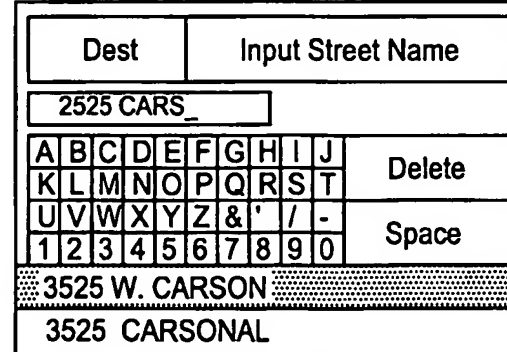 Dest Input Street Name
2525 CARS_
A B C D E F G H I J
K L M N O P Q R S T Delete
U V W X Y Z & ' / -
1 2 3 4 5 6 7 8 9 0 Space
3525 W. CARSON
3525 CARSONAL